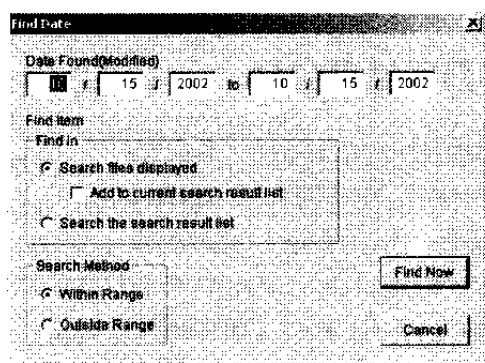 Find Date
Date Found(Modified)
/ 15 / 2002 to 10 / 15 / 2002
Find Item
Find In
Search files displayed
Add to current search result list
Search the search result list
Search Method
Within Range
Outside Range
Find Now
Cancel